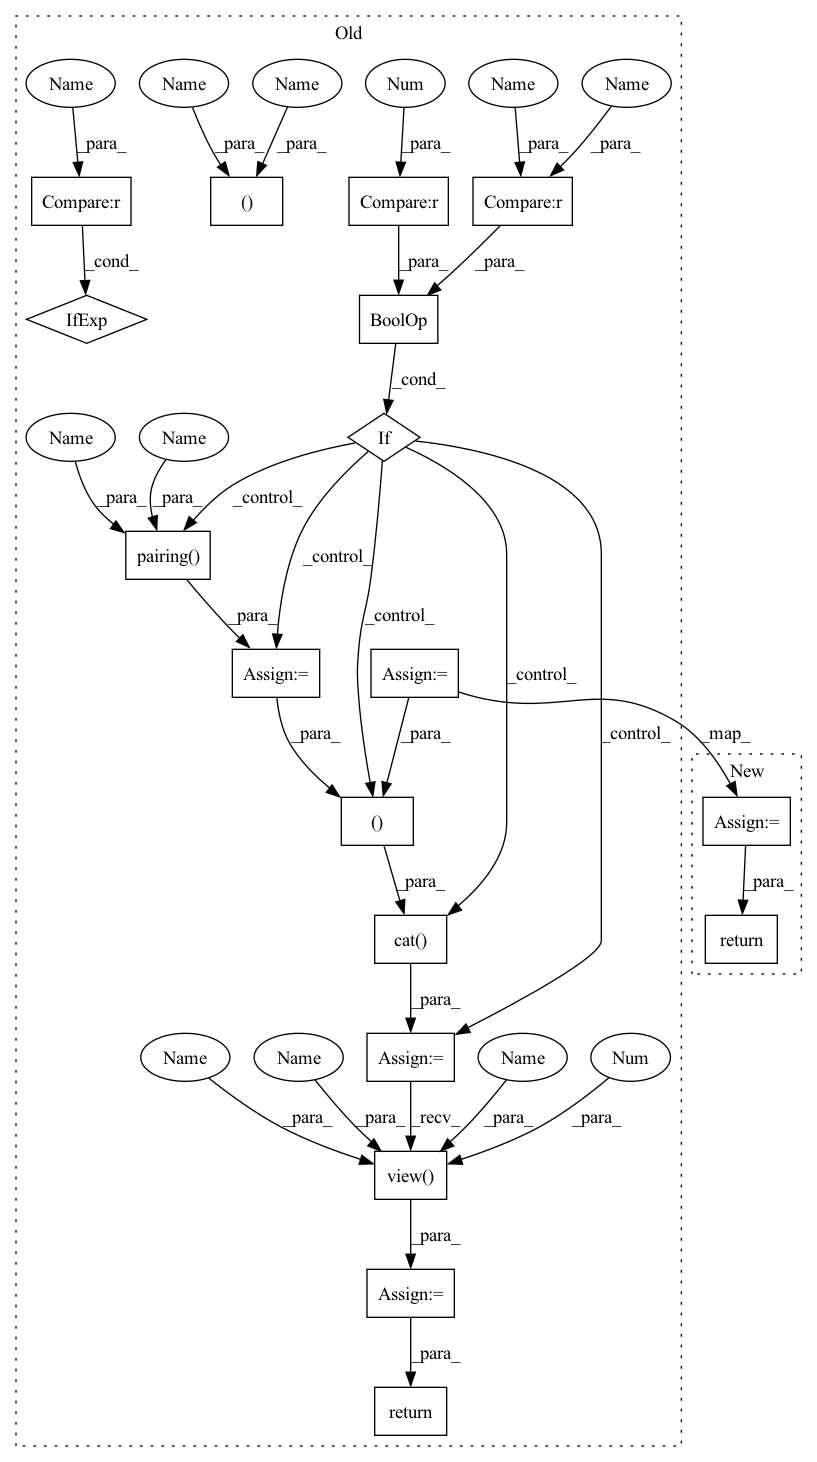 Old
Name Name Name Num Name Name
_para_ _para_ _para_ _para_ _para_ _para_
Compare:r () Compare:r Compare:r
_cond_ _para_ _para_
IfExp BoolOp
_cond_
Name Name If
_para_ _para_ _control_
pairing() _control_
_para_ _control_
Assign:= Assign:= _control_
_para_ _para_ _control_ _map_
New
() Assign:=
_para_ _para_
cat() return
_para_
Name Name Assign:= Name Num
_para_ _para_ _recv_ _para_ _para_
view()
_para_
Assign:=
_para_
return